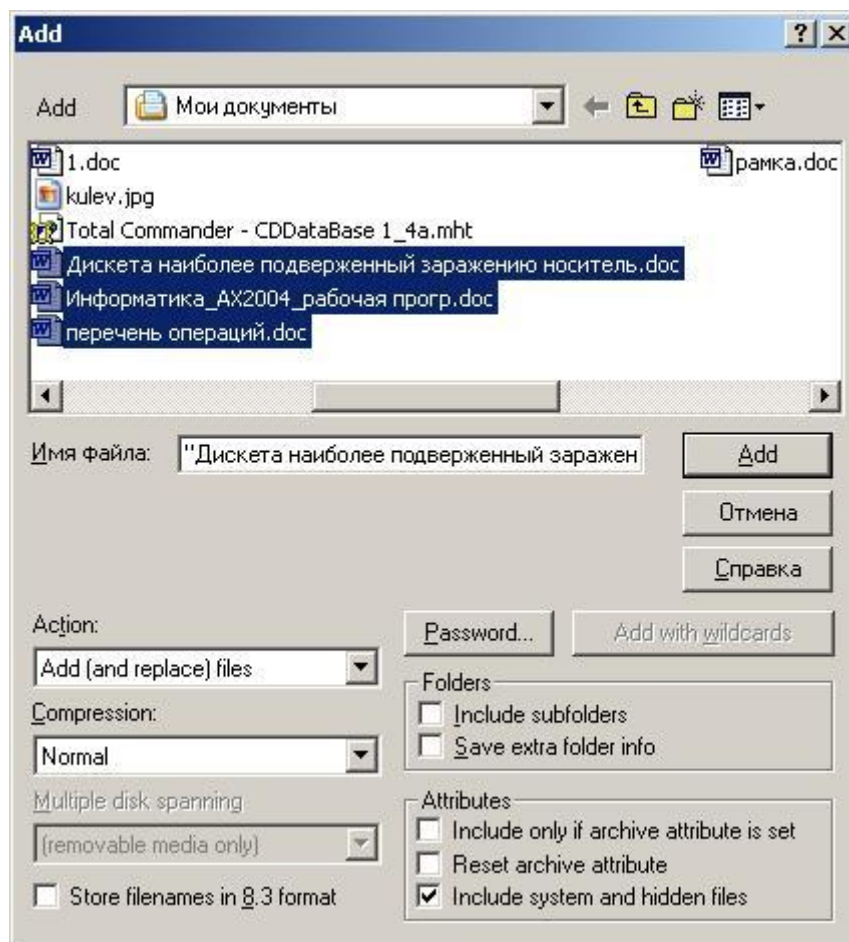 Add
Add Мои документы
1.doc
kulev.jpg
Total Commander - CDDataBase 1_4a.mht
Дискета наиболее подверженный заражению носитель.doc
Информатика_АХ2004_рабочая прогр.doc
перечень операций.doc
рамка.doc
Имя файла: "Дискета наиболее подверженный заражен
Add
Отмена
Справка
Action:
Add (and replace) files
Compression:
Normal
Multiple disk spanning
(removable media only)
Store filenames in 8.3 format
Password...
Add with wildcards
Folders
Include subfolders
Save extra folder info
Attributes
Include only if archive attribute is set
Reset archive attribute
Include system and hidden files